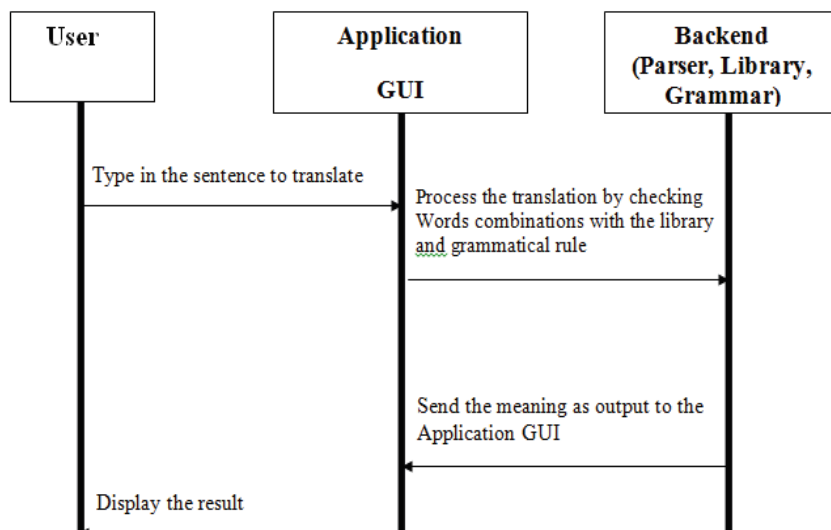 User
Application
GUI
Backend
(Parser, Library,
Grammar)
Type in the sentence to translate
Process the translation by checking
Words combinations with the library
and grammatical rule
Send the meaning as output to the
Application GUI
Display the result